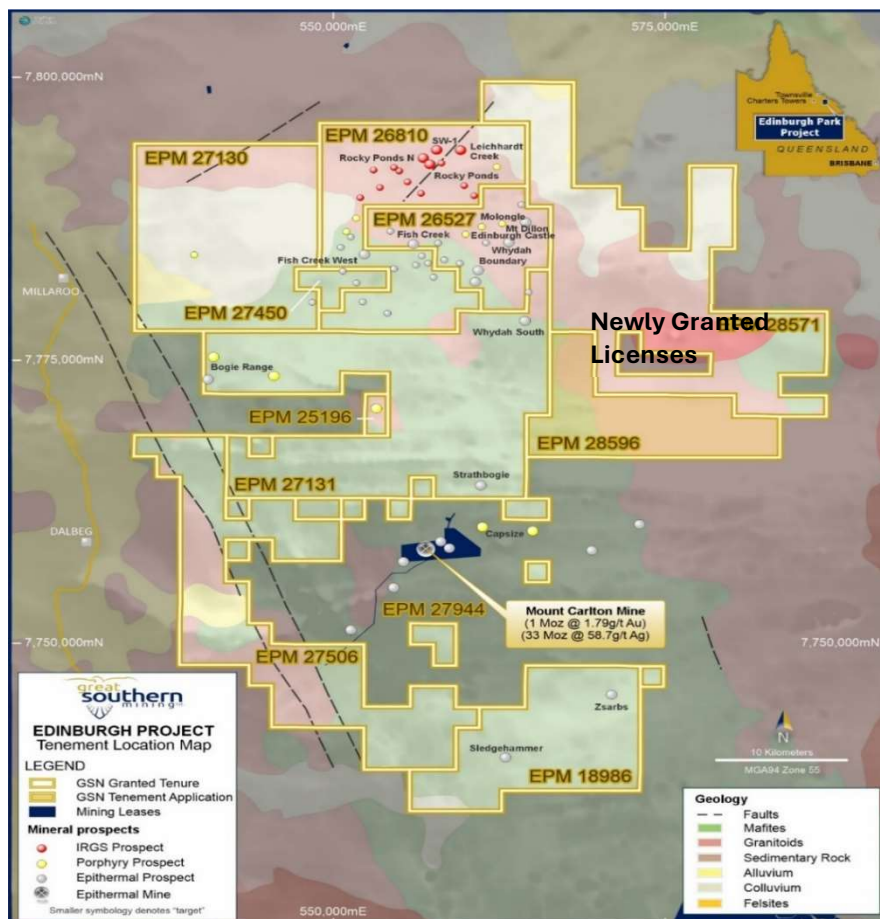 550,000mE
575,000mE
7,800,000mN
Townsville
Charters Towers
Edinburgh Park
Project
QUEENSLAND
BRISBANE
EPM 26810
EPM 27130
SW-1
Leichhardt
Creek
Rocky Ponds N
Rocky Ponds
EPM 26527
Molongle
Mt Dillon
Fish Creek
Edinburgh Castle
Whydah
Boundary
Fish Creek West
MILLAROO
EPM 27450
Whydah South
Newly Granted
Licenses
EPM 28571
7,775,000mN
Bogie Range
EPM 25196
EPM 28596
Strathbogie
EPM 27131
Capsize
DALBEG
Mount Carlton Mine
(1 Moz @ 1.79g/t Au)
(33 Moz @ 58.7g/t Ag)
EPM 27944
7,750,000mN
7,750,000mN
EPM 27506
Zsarbs
Sledgehammer
EPM 18986
great
southern
mining
EDINBURGH PROJECT
Tenement Location Map
LEGEND
GSN Granted Tenure
GSN Tenement Application
Mining Leases
Mineral prospects
IRGS Prospect
Porphyry Prospect
Epithermal Prospect
Epithermal Mine
Smaller symbology denotes "target"
550,000mE
N
10 Kilometers
MGA94 Zone 55
Geology
Faults
Mafites
Granitoids
Sedimentary Rock
Alluvium
Colluvium
Felsites